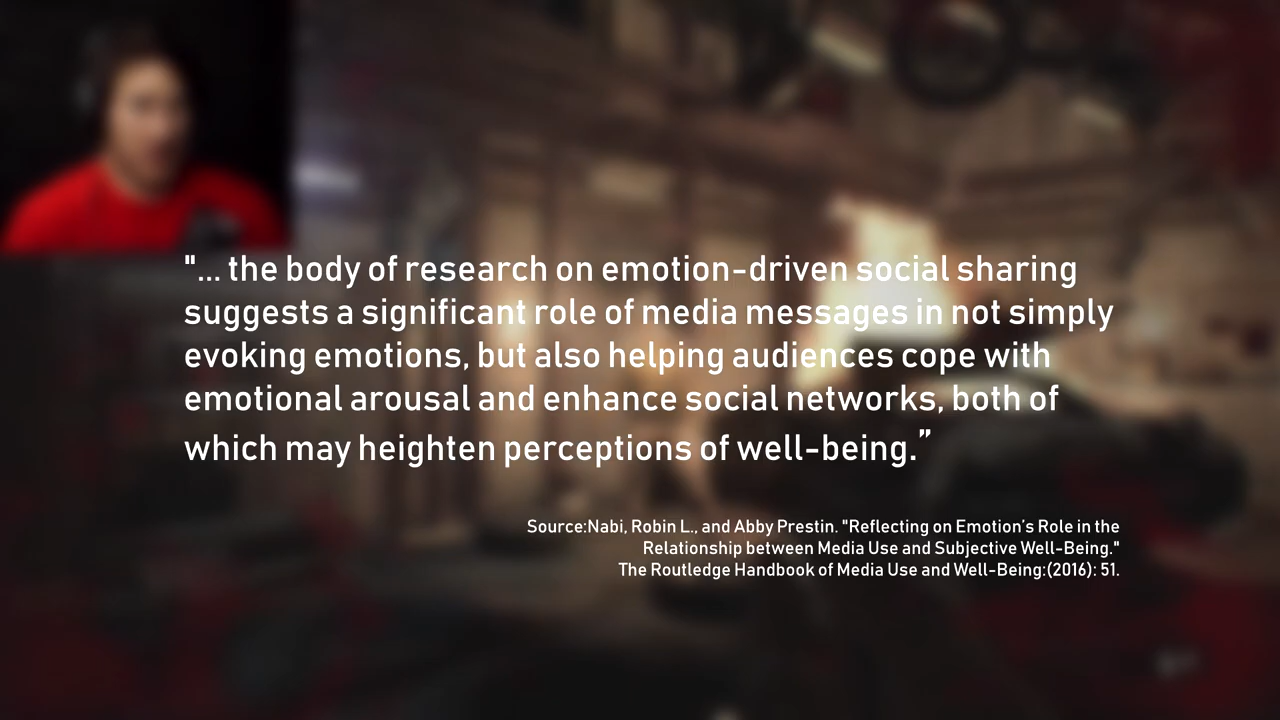 "... the body of research on emotion-driven social sharing
suggests a significant role of media messages in not simply
evoking emotions, but also helping audiences cope with
emotional arousal and enhance social networks, both of
which may heighten perceptions of well-being.”
Source:Nabi, Robin L., and Abby Prestin. "Reflecting on Emotion’s Role in the
Relationship between Media Use and Subjective Well-Being."
The Routledge Handbook of Media Use and Well-Being:(2016): 51.